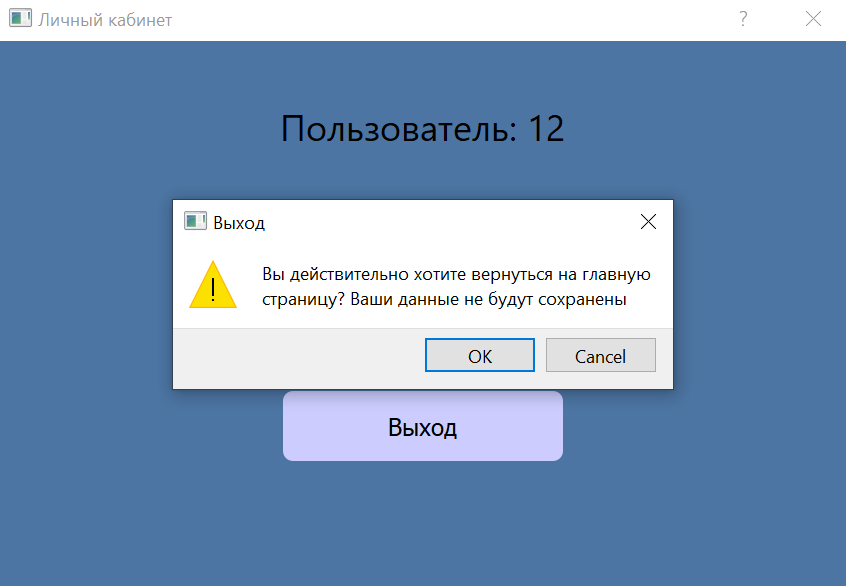 Личный кабинет
?
Пользователь: 12
Выход
!
Вы действительно хотите вернуться на главную
страницу? Ваши данные не будут сохранены
OK
Cancel
Выход